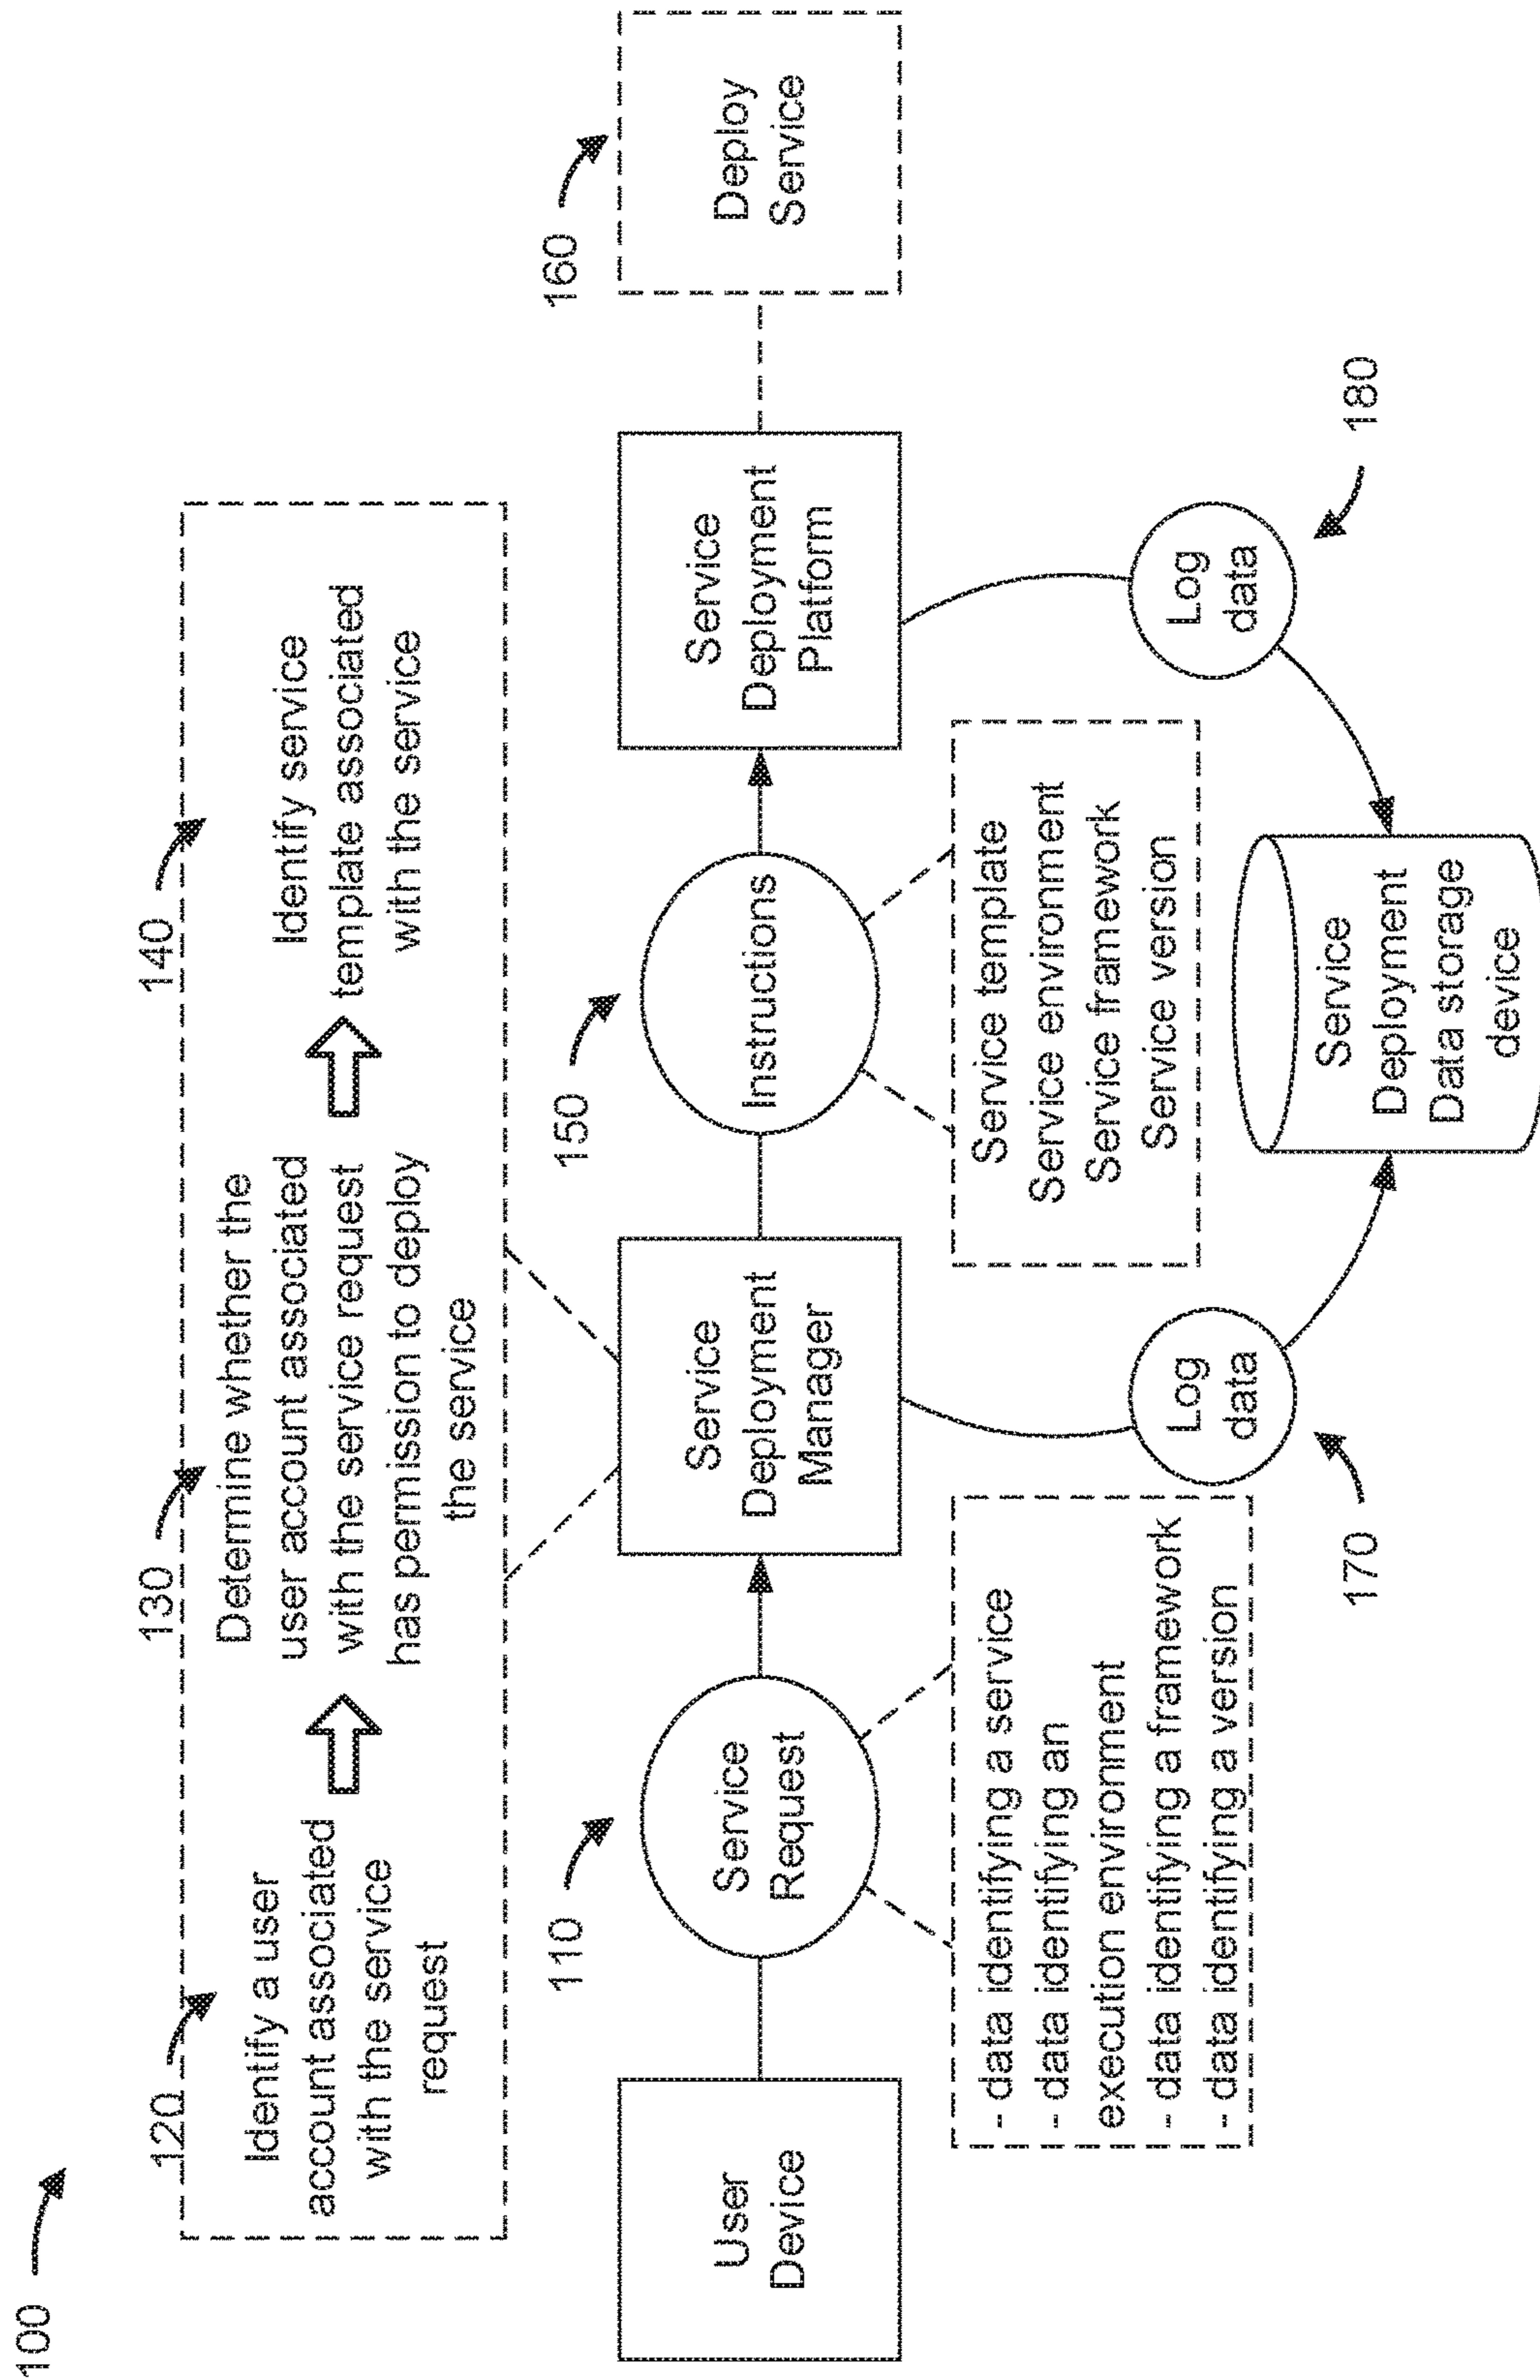 100
120
Identify a user
account associated
with the service
request
130
Determine whether the
user account associated
with the service request
has permission to deploy
the service
140
Identify service
template associated
with the service
110
User
Device
Service
Request
Service
Deployment
Manager
150
Instructions
Service
Deployment
Platform
160
Deploy
Service
- data identifying a service
- data identifying an
execution environment
- data identifying a framework
- data identifying a version
170
Log
data
Service template
Service environment
Service framework
Service version
Log
data
180
Service
Deployment
Data storage
device